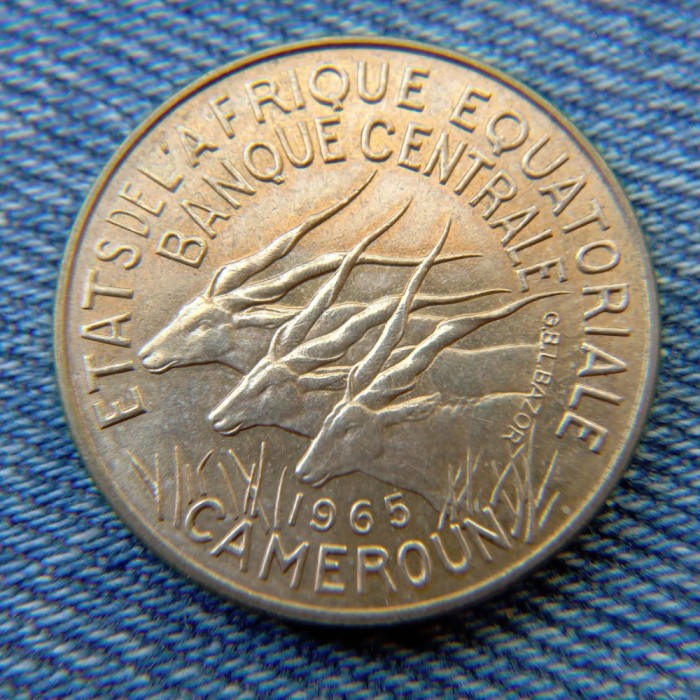 ETATS DE L'AFRIQUE EQUATORIALE
BANQUE CENTRALE
G.B.L.BAZOR
1965
CAMEROUN